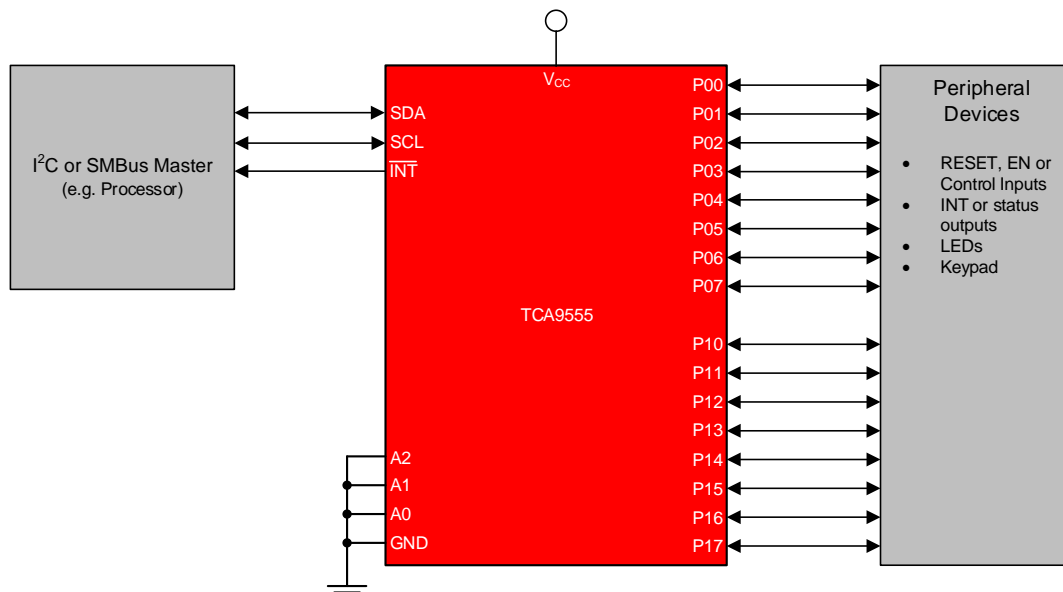 I²C or SMBus Master
(e.g. Processor)
VCC
SDA
SCL
INT
TCA9555
A2
A1
A0
GND
P00
P01
P02
P03
P04
P05
P06
P07
P10
P11
P12
P13
P14
P15
P16
P17
Peripheral
Devices
• RESET, EN or
Control Inputs
• INT or status
outputs
• LEDs
• Keypad